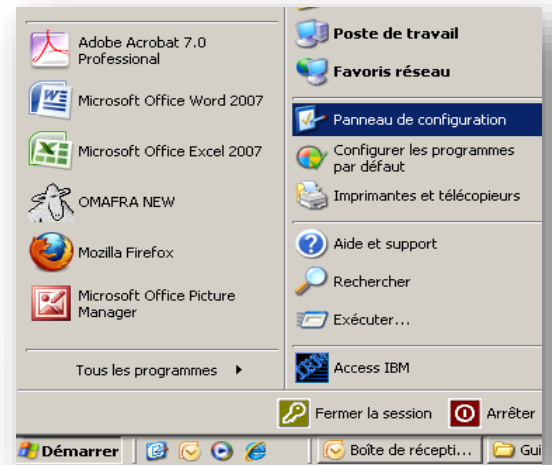 Adobe Acrobat 7.0
Professional
Microsoft Office Word 2007
Microsoft Office Excel 2007
OMAFRA NEW
Mozilla Firefox
Microsoft Office Picture
Manager
Tous les programmes
Poste de travail
Favoris réseau
Panneau de configuration
Configurer les programmes
par défaut
Imprimantes et télécopieurs
Aide et support
Rechercher
Exécuter...
Access IBM
Fermer la session
Arrêter
Démarrer
Boîte de récepti...
Gui